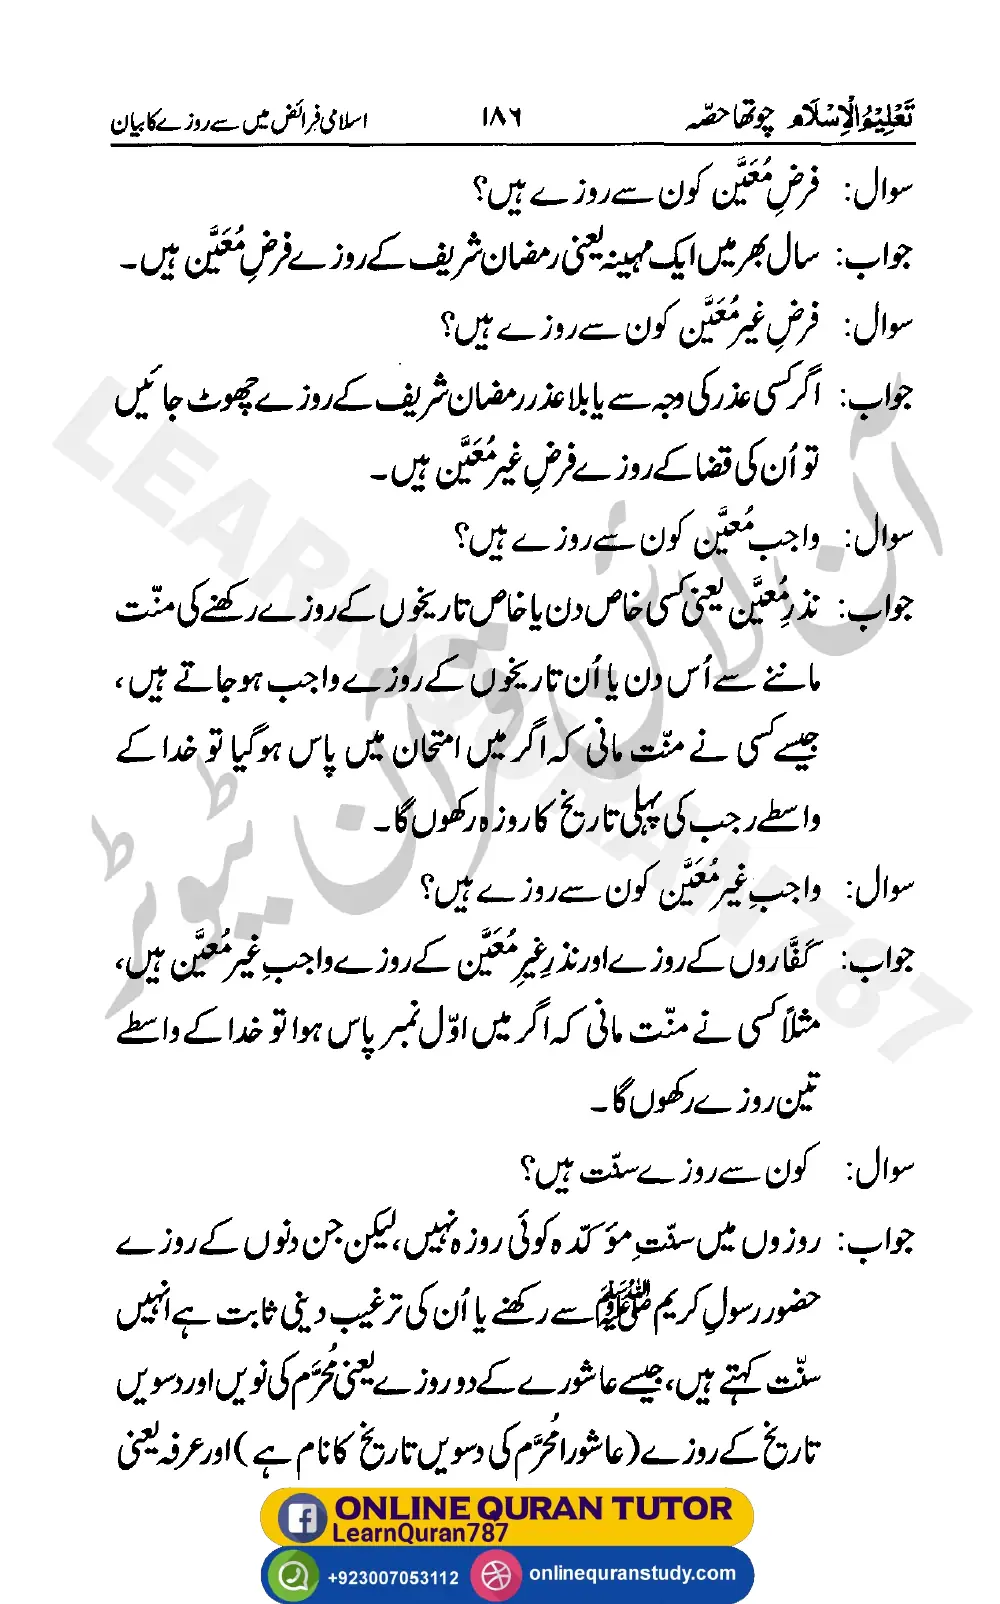 تَعْلِیْمُ الْاِسْلَام چوتھا حصّہ ۱۸۶ اسلامی فرائض میں سے روزے کا بیان
سوال: فرضِ مُعَیَّن کون سے روزے ہیں؟
جواب: سال بھر میں ایک مہینہ یعنی رمضان شریف کے روزے فرضِ مُعَیَّن ہیں۔
سوال: فرضِ غیر مُعَیَّن کون سے روزے ہیں؟
جواب: اگر کسی عذر کی وجہ سے یا بلا عذر رمضان شریف کے روزے چھوٹ جائیں
تو اُن کی قضا کے روزے فرضِ غیر مُعَیَّن ہیں۔
سوال: واجب مُعَیَّن کون سے روزے ہیں؟
جواب: نذرِ مُعَیَّن یعنی کسی خاص دن یا خاص تاریخوں کے روزے رکھنے کی منّت
ماننے سے اُس دن یا اُن تاریخوں کے روزے واجب ہوجاتے ہیں،
جیسے کسی نے منّت مانی کہ اگر میں امتحان میں پاس ہوگیا تو خدا کے
واسطے رجب کی پہلی تاریخ کا روزہ رکھوں گا۔
سوال: واجبِ غیر مُعَیَّن کون سے روزے ہیں؟
جواب: کفَّاروں کے روزے اور نذرِ غیرِ مُعَیَّن کے روزے واجبِ غیر مُعَیَّن ہیں،
مثلاً کسی نے منّت مانی کہ اگر میں اوّل نمبر پاس ہوا تو خدا کے واسطے
تین روزے رکھوں گا۔
سوال: کون سے روزے سنّت ہیں؟
جواب: روزوں میں سنّتِ مؤکّدہ کوئی روزہ نہیں، لیکن جن دنوں کے روزے
حضور رسولِ کریم ﷺ سے رکھنے یا اُن کی ترغیب دینی ثابت ہے انہیں
سنّت کہتے ہیں، جیسے عاشورے کے دو روزے یعنی مُحرَّم کی نویں اور دسویں
تاریخ کے روزے (عاشورا مُحرَّم کی دسویں تاریخ کا نام ہے) اور عرفہ یعنی
LEARNQURAN787
آن لائن قرآن ٹیوٹر
ONLINE QURAN TUTOR
LearnQuran787
+923007053112 onlinequranstudy.com